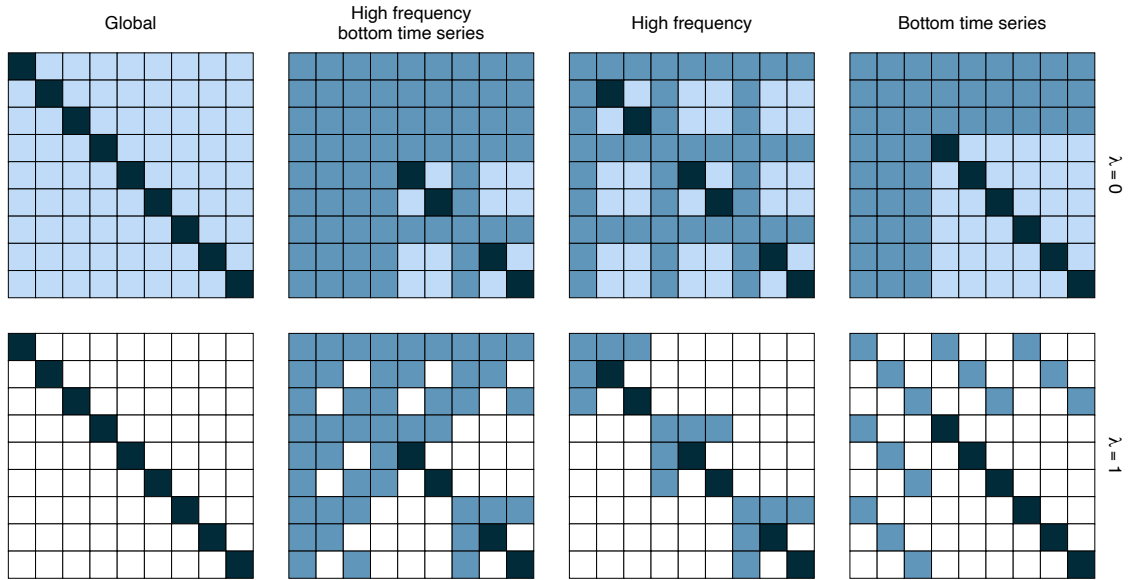 Global
High frequency
bottom time series
High frequency
Bottom time series
λ = 0
λ = 1